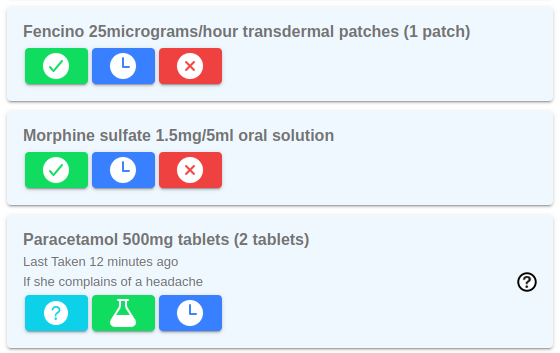 Fencino 25micrograms/hour transdermal patches (1 patch)
Morphine sulfate 1.5mg/5ml oral solution
Paracetamol 500mg tablets (2 tablets)
Last Taken 12 minutes ago
If she complains of a headache